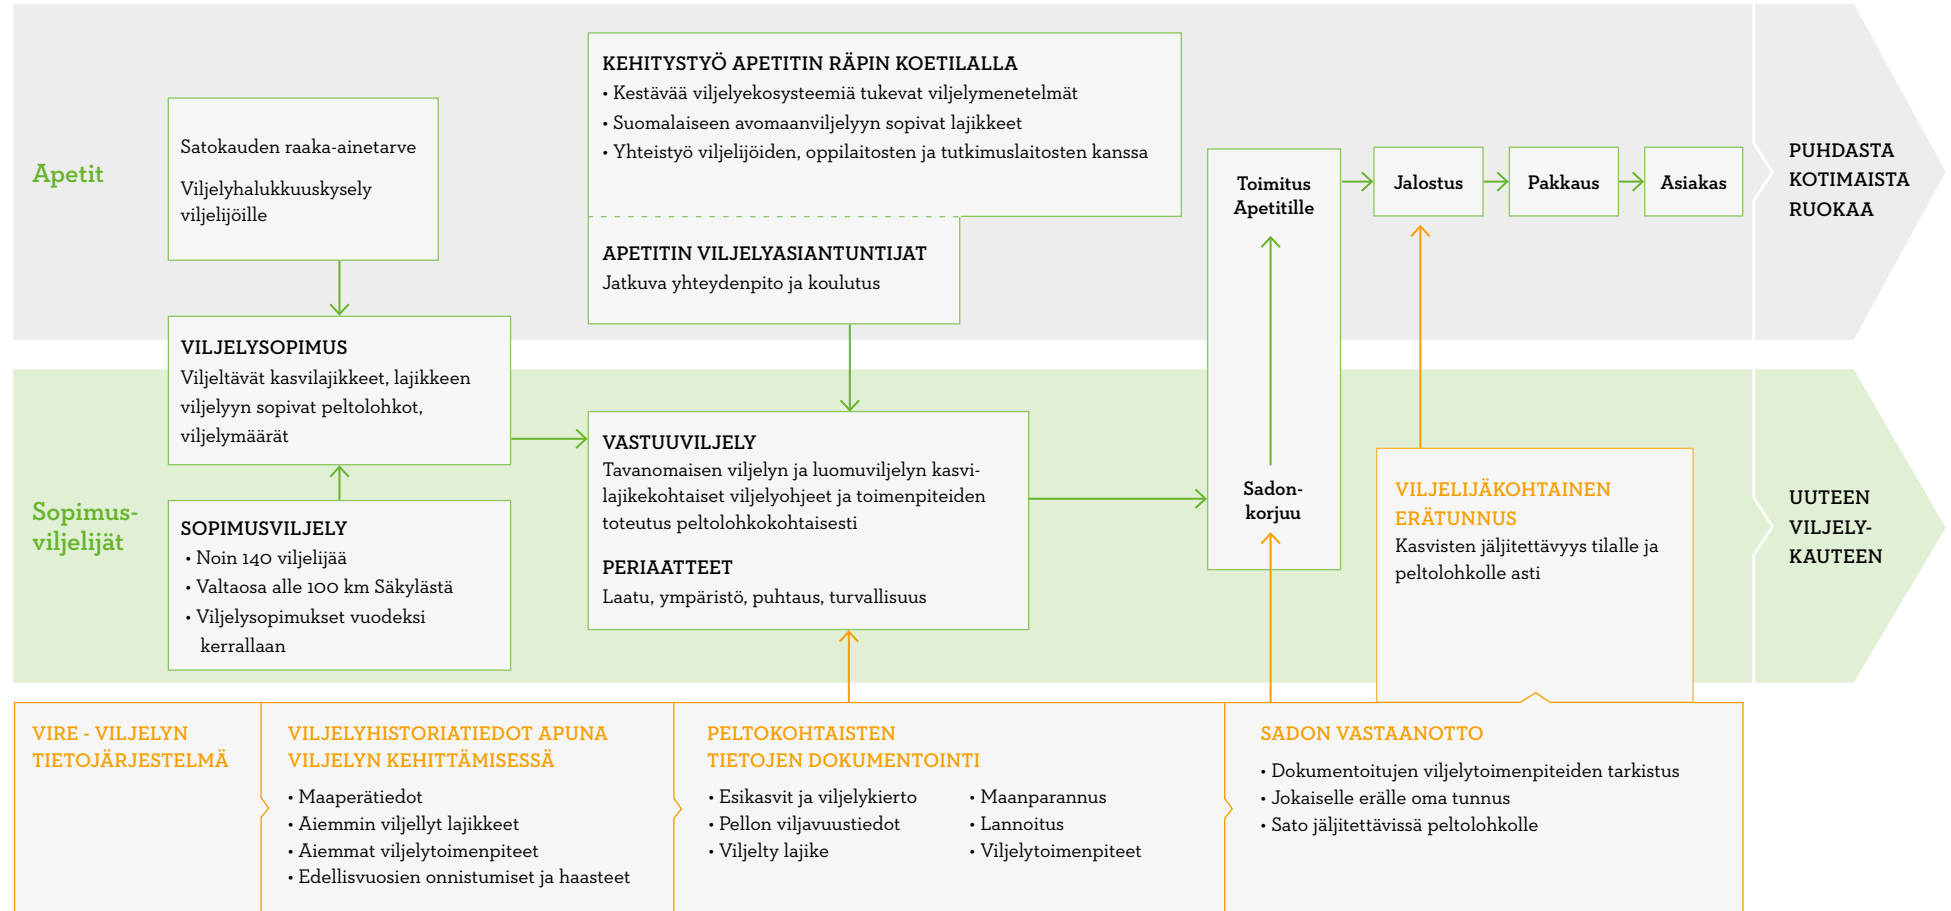 Apetit
Satokauden raaka-ainetarve
Viljelyhalukkuuskysely
viljelijöille
KEHITYSTYÖ APETITIN RÄPIN KOETILALLA
• Kestävää viljelyekosysteemiä tukevat viljelymenetelmät
• Suomalaiseen avomaanviljelyyn sopivat lajikkeet
• Yhteistyö viljelijöiden, oppilaitosten ja tutkimuslaitosten kanssa
APETITIN VILJELYASIANTUNTIJAT
Jatkuva yhteydenpito ja koulutus
Toimitus
Apetitille
Jalostus
Pakkaus
Asiakas
PUHDASTA
KOTIMAISTA
RUOKAA
VILJELYSOPIMUS
Viljeltävät kasvilajikkeet, lajikkeen
viljelyyn sopivat peltolohkot,
viljelymäärät
Sopimus-
viljelijät
SOPIMUSVILJELY
• Noin 140 viljelijää
• Valtaosa alle 100 km Säkylästä
• Viljelysopimukset vuodeksi
kerrallaan
VASTUUVILJELY
Tavanomaisen viljelyn ja luomuviljelyn kasvi-
lajikekohtaiset viljelyohjeet ja toimenpiteiden
toteutus peltolohkokohtaisesti
PERIAATTEET
Laatu, ympäristö, puhtaus, turvallisuus
Sadon-
korjuu
VILJELIJÄKOHTAINEN
ERÄTUNNUS
Kasvisten jäljitettävyys tilalle ja
peltolohkolle asti
UUTEEN
VILJELY-
KAUTEEN
VIRE - VILJELYN
TIETOJÄRJESTELMÄ
VILJELYHISTORIATIEDOT APUNA
VILJELYN KEHITTÄMISESSÄ
• Maaperätiedot
• Aiemmin viljellyt lajikkeet
• Aiemmat viljelytoimenpiteet
• Edellisvuosien onnistumiset ja haasteet
PELTOKOHTAISTEN
TIETOJEN DOKUMENTOINTI
• Esikasvit ja viljelykierto
• Pellon viljavuustiedot
• Viljelty lajike
• Maanparannus
• Lannoitus
• Viljelytoimenpiteet
SADON VASTAANOTTO
• Dokumentoitujen viljelytoimenpiteiden tarkistus
• Jokaiselle erälle oma tunnus
• Sato jäljitettävissä peltolohkolle